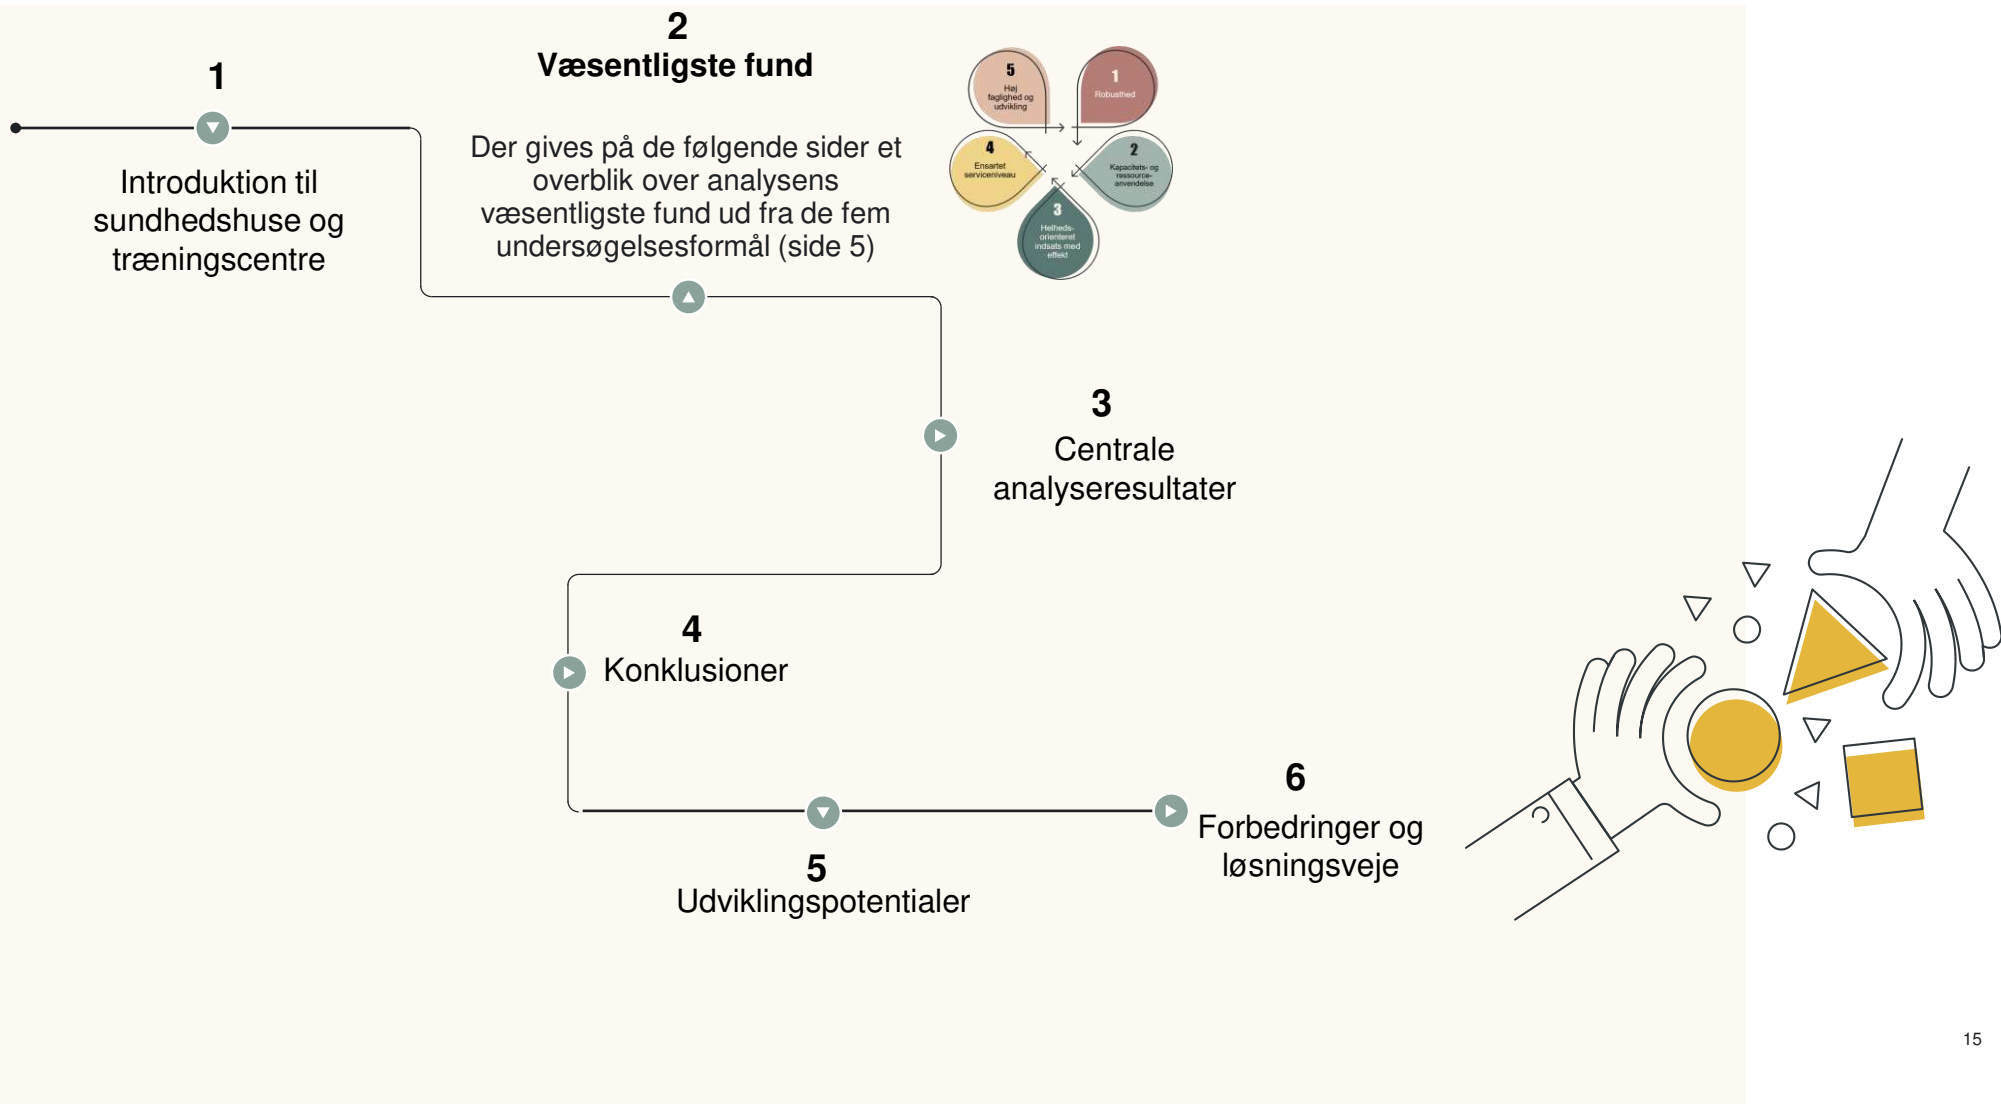 1
Introduktion til
sundhedshuse og
træningscentre
2
Væsentligste fund
Der gives på de følgende sider et
overblik over analysens
væsentligste fund ud fra de fem
undersøgelsesformål (side 5)
1
Robusthed
2
Kapacitets- og
ressource-
anvendelse
3
Helheds-
orienteret
indsats med
effekt
4
Ensartet
serviceniveau
5
Høj
faglighed og
udvikling
3
Centrale
analyseresultater
4
Konklusioner
5
Udviklingspotentialer
6
Forbedringer og
løsningsveje
15